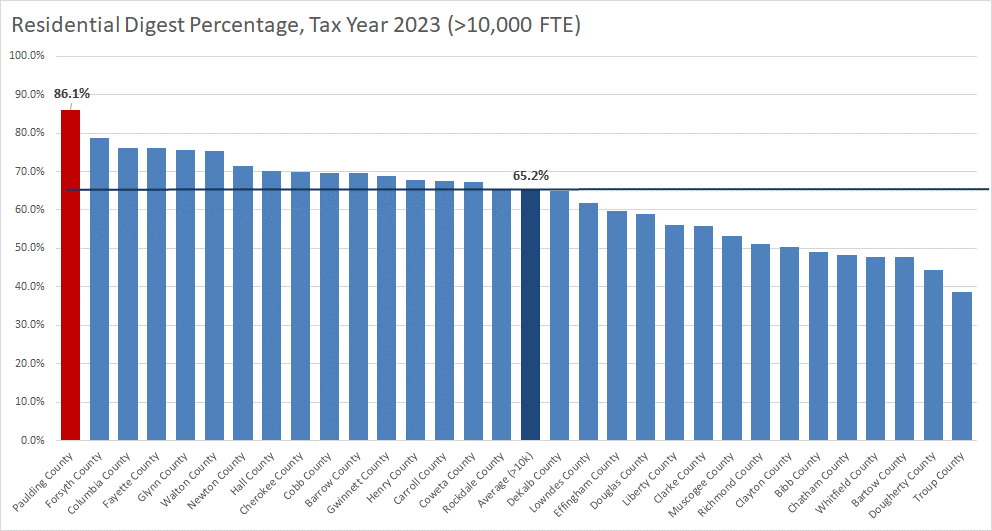 Residential Digest Percentage, Tax Year 2023 (>10,000 FTE)
100.0%
90.0%
80.0%
70.0%
60.0%
50.0%
40.0%
30.0%
20.0%
10.0%
0.0%
86.1%
65.2%
Paulding County
Forsyth County
Columbia County
Fayette County
Glynn County
Walton County
Newton County
Hall County
Cherokee County
Cobb County
Barrow County
Gwinnett County
Henry County
Carroll County
Coweta County
Rockdale County
Average (>10k)
DeKalb County
Lowndes County
Effingham County
Douglas County
Liberty County
Clarke County
Muscogee County
Richmond County
Clayton County
Bibb County
Chatham County
Whitfield County
Bartow County
Dougherty County
Troup County